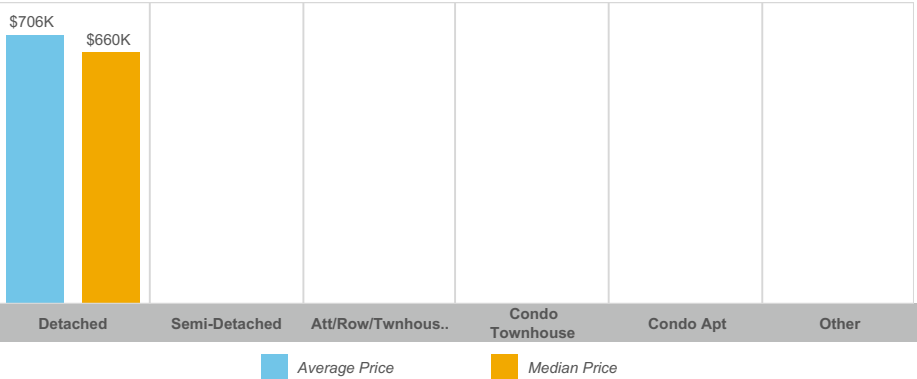 $706K
$660K
Detached
Semi-Detached
Att/Row/Twnhous..
Condo
Townhouse
Condo Apt
Other
Average Price
Median Price